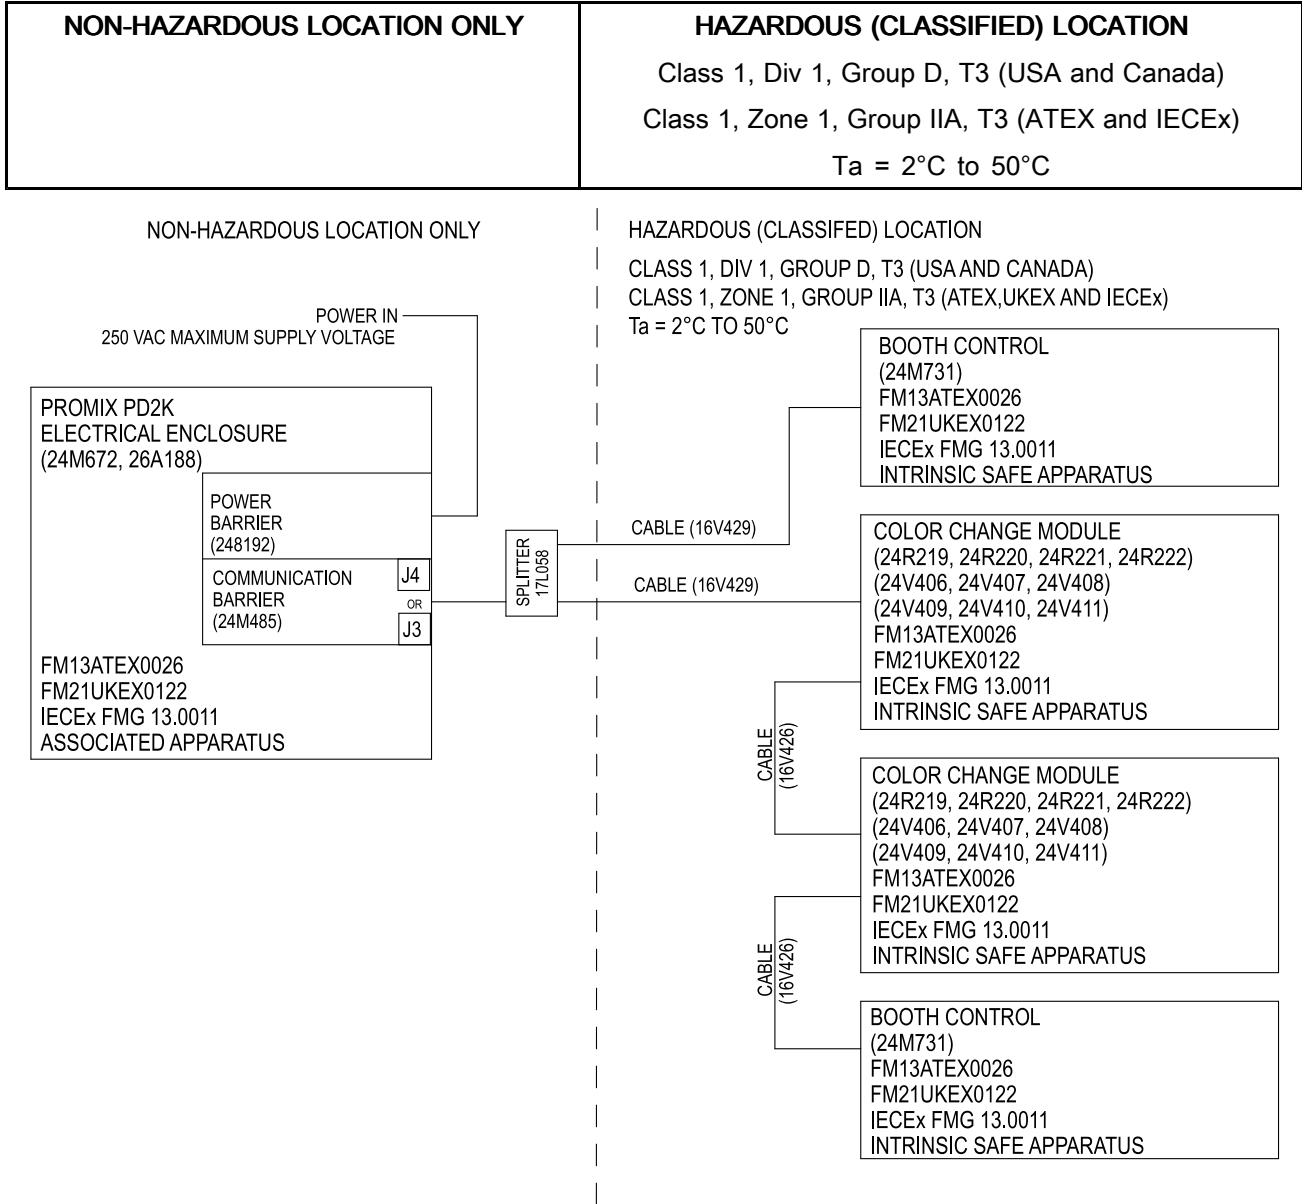 NON-HAZARDOUS LOCATION ONLY
HAZARDOUS (CLASSIFIED) LOCATION
Class 1, Div 1, Group D, T3 (USA and Canada)
Class 1, Zone 1, Group IIA, T3 (ATEX and IECEx)
Ta = 2°C to 50°C
NON-HAZARDOUS LOCATION ONLY
HAZARDOUS (CLASSIFED) LOCATION
CLASS 1, DIV 1, GROUP D, T3 (USA AND CANADA)
CLASS 1, ZONE 1, GROUP IIA, T3 (ATEX,UKEX AND IECEx)
Ta = 2°C TO 50°C
POWER IN
250 VAC MAXIMUM SUPPLY VOLTAGE
PROMIX PD2K
ELECTRICAL ENCLOSURE
(24M672, 26A188)
POWER
BARRIER
(248192)
COMMUNICATION
BARRIER
(24M485)
J4
OR
J3
FM13ATEX0026
FM21UKEX0122
IECEx FMG 13.0011
ASSOCIATED APPARATUS
SPLITTER
17L058
CABLE (16V429)
CABLE (16V429)
BOOTH CONTROL
(24M731)
FM13ATEX0026
FM21UKEX0122
IECEx FMG 13.0011
INTRINSIC SAFE APPARATUS
COLOR CHANGE MODULE
(24R219, 24R220, 24R221, 24R222)
(24V406, 24V407, 24V408)
(24V409, 24V410, 24V411)
FM13ATEX0026
FM21UKEX0122
IECEx FMG 13.0011
INTRINSIC SAFE APPARATUS
CABLE
(16V426)
COLOR CHANGE MODULE
(24R219, 24R220, 24R221, 24R222)
(24V406, 24V407, 24V408)
(24V409, 24V410, 24V411)
FM13ATEX0026
FM21UKEX0122
IECEx FMG 13.0011
INTRINSIC SAFE APPARATUS
CABLE
(16V426)
BOOTH CONTROL
(24M731)
FM13ATEX0026
FM21UKEX0122
IECEx FMG 13.0011
INTRINSIC SAFE APPARATUS